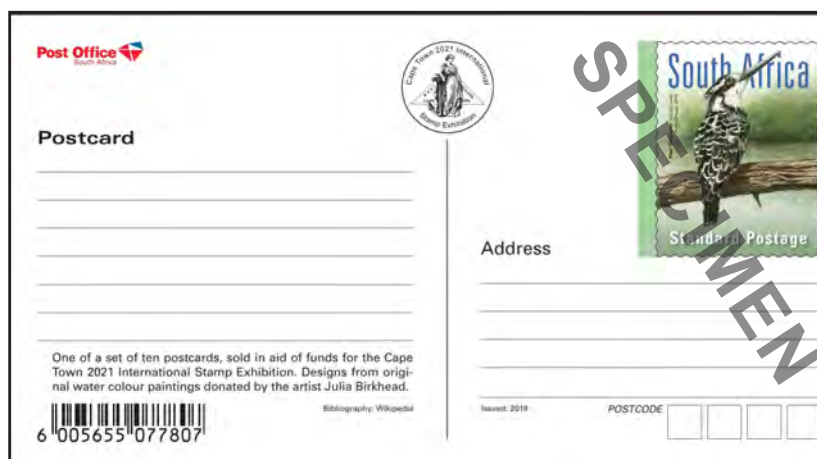 Post Office
South Africa
Cape Town 2021 International
Stamp Exhibition
Postcard
One of a set of ten postcards, sold in aid of funds for the Cape
Town 2021 International Stamp Exhibition. Designs from origi-
nal water colour paintings donated by the artist Julia Birkhead.
Bibliography: Wikipedia
6 005655 077807
South Africa
Standard Postage
SPECIMEN
Address
Issued: 2018
POSTCODE